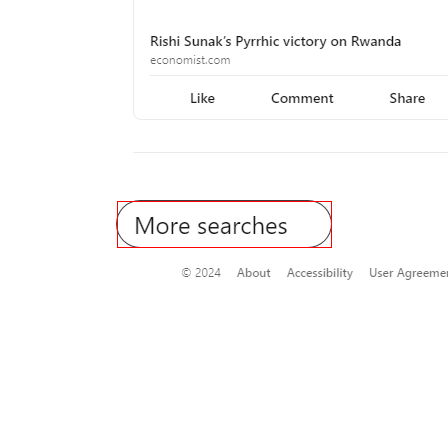 Rishi Sunak's Pyrrhic victory on Rwanda
economist.com
Like Comment Share
More searches
© 2024 About Accessibility User Agreeme